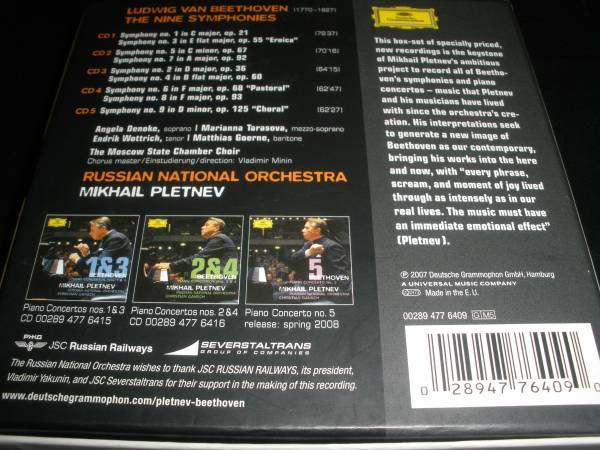 LUDWIG VAN BEETHOVEN (1770–1827)
THE NINE SYMPHONIES
CD 1 Symphony no. 1 in C major, op. 21 (76'37)
Symphony no. 3 in E flat major, op. 55 "Eroica"
CD 2 Symphony no. 5 in C minor, op. 67 (70'16)
Symphony no. 7 in A major, op. 92
CD 3 Symphony no. 2 in D major, op. 36 (64'15)
Symphony no. 4 in B flat major, op. 60
CD 4 Symphony no. 6 in F major, op. 68 "Pastoral" (62'47)
Symphony no. 8 in F major, op. 93
CD 5 Symphony no. 9 in D minor, op. 125 "Choral" (62'27)
Angela Denoke, soprano | Marianna Tarasova, mezzo-soprano
Endrik Wottrich, tenor | Matthias Goerne, baritone
The Moscow State Chamber Choir
Chorus master/Einstudierung/direction: Vladimir Minin
RUSSIAN NATIONAL ORCHESTRA
MIKHAIL PLETNEV
1&3
BEETHOVEN
MIKHAIL PLETNEV
2&4
BEETHOVEN
MIKHAIL PLETNEV
RUSSIAN NATIONAL ORCHESTRA
CHRISTIAN GANSCH
5
BEETHOVEN
MIKHAIL PLETNEV
Piano Concertos nos. 1&3
CD 00289 477 6415
Piano Concertos nos. 2&4
CD 00289 477 6416
Piano Concerto no. 5
release: spring 2008
JSC Russian Railways
SEVERSTALTRANS
GROUP OF COMPANIES
The Russian National Orchestra wishes to thank JSC RUSSIAN RAILWAYS, its president,
Vladimir Yakunin, and JSC Severstaltrans for their support in the making of this recording.
www.deutschegrammophon.com/pletnev-beethoven
Deutsche
Grammophon
This box-set of specially priced,
new recordings is the keystone
of Mikhail Pletnev's ambitious
project to record all of Beetho-
ven's symphonies and piano
concertos – music that Pletnev
and his musicians have lived
with since the orchestra's cre-
ation. His interpretations seek
to generate a new image of
Beethoven as our contemporary,
bringing his works into the here
and now, with "every phrase,
scream, and moment of joy lived
through as intensely as in our
real lives. The music must have
an immediate emotional effect"
(Pletnev).
℗ 2007 Deutsche Grammophon GmbH, Hamburg
A UNIVERSAL MUSIC COMPANY
Made in the E.U.
00289 477 6409 GM5
0 28947 76409 0